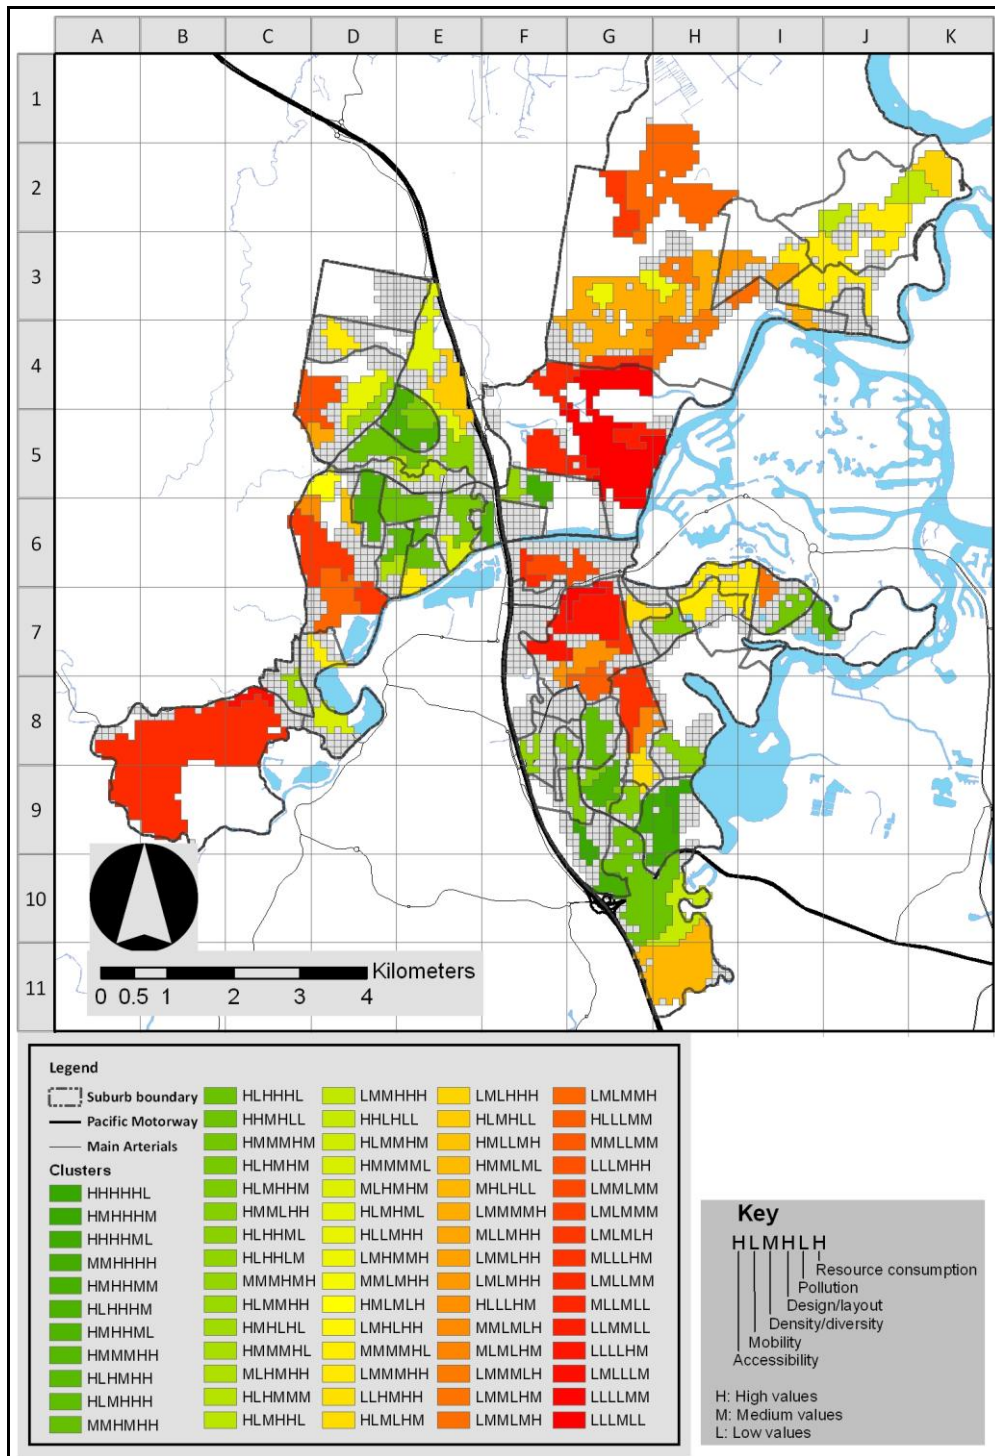 A B C D E F G H I J K
1
2
3
4
5
6
7
8
9
10
11
Kilometers
0 0.5 1 2 3 4
Legend
Suburb boundary
Pacific Motorway
Main Arterials
Clusters
HHHHHL
HMHHHM
HHHHML
MMHHHH
HMHHMM
HLHHHM
HMHHML
HMMMHH
HLHMHH
HLMHHH
MMHMHH
HLHHHL
HHMHLL
HMMMHM
HLHMHM
HLMHHM
HMMLHH
HLHHML
HLHHLM
MMMHMH
HLMMHH
HMHLHL
HMMMHL
MLHMHH
HLHMMM
HLMHHL
LMMHHH
HHLHLL
HLMMHM
HMMMML
MLHMHM
HLMHML
HLLMHH
LMHMMH
MMLMHH
HMLMLH
LMHLHH
MMMMHL
LLHMHH
HLMLHM
LMLHHH
HLMHLL
HMLLMH
HMMLML
MHLHLL
LMMMMH
MLLMHH
LMMLHH
LMLMHH
HLLLHM
MMLMLH
MLMLHM
LMMMLH
LMMLHM
LMMLMH
LMLMMH
HLLLMM
MMLLMM
LLLMHH
LMMLMM
LMLMMM
LMLMLH
MLLLHM
LMLLMM
MLLMLL
LLMMLL
LLLLHM
LMLLLM
LLLLMM
LLLMLL
Key
HLMHLH
Resource consumption
Pollution
Design/layout
Density/diversity
Mobility
Accessibility
H: High values
M: Medium values
L: Low values